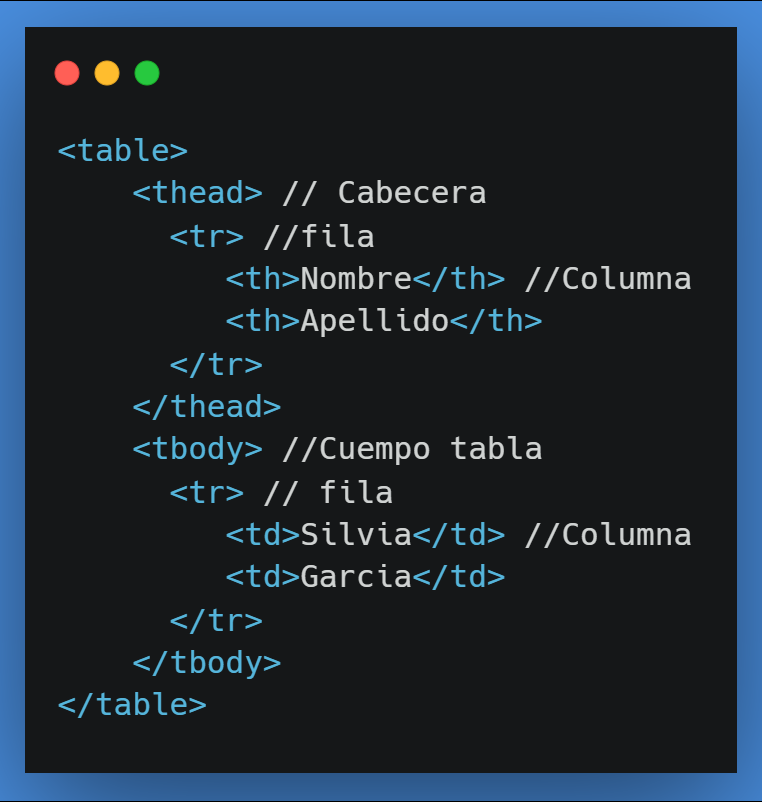 <table>
<thead> // Cabecera
<tr> //fila
<th>Nombre</th> //Columna
<th>Apellido</th>
</tr>
</thead>
<tbody> //Cuempo tabla
<tr> // fila
<td>Silvia</td> //Columna
<td>Garcia</td>
</tr>
</tbody>
</table>